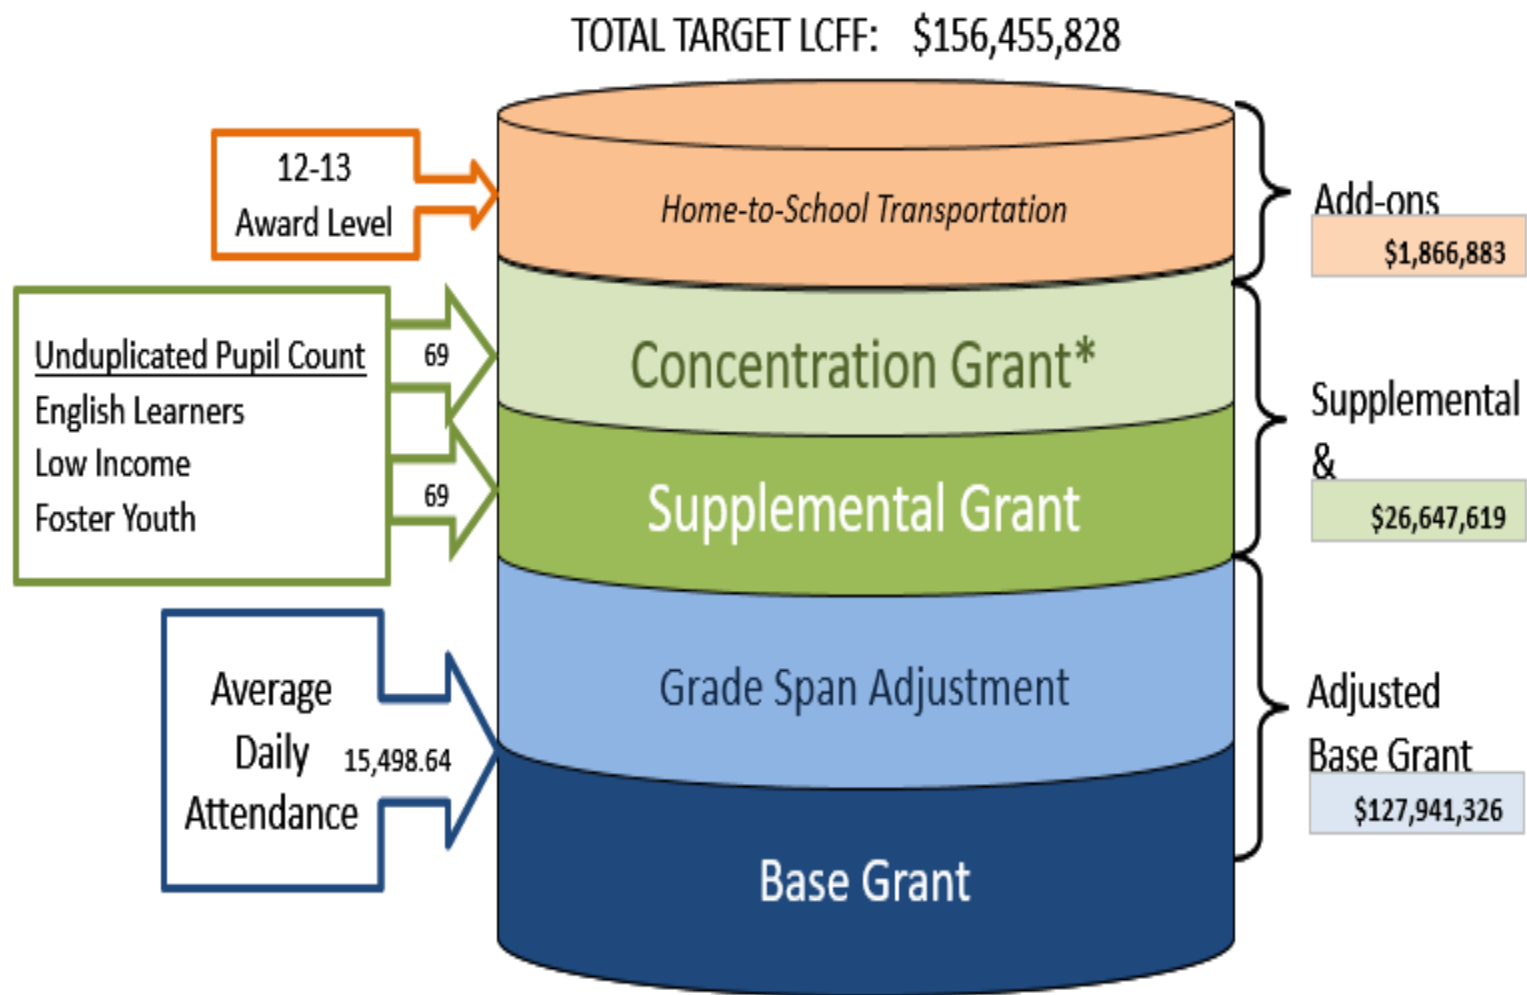 TOTAL TARGET LCFF: $156,455,828
12-13
Award Level
Home-to-School Transportation
Add-ons
$1,866,883
Unduplicated Pupil Count
English Learners
Low Income
Foster Youth
69
69
Concentration Grant*
Supplemental Grant
Supplemental
&
$26,647,619
Average
Daily
Attendance
15,498.64
Grade Span Adjustment
Base Grant
Adjusted
Base Grant
$127,941,326